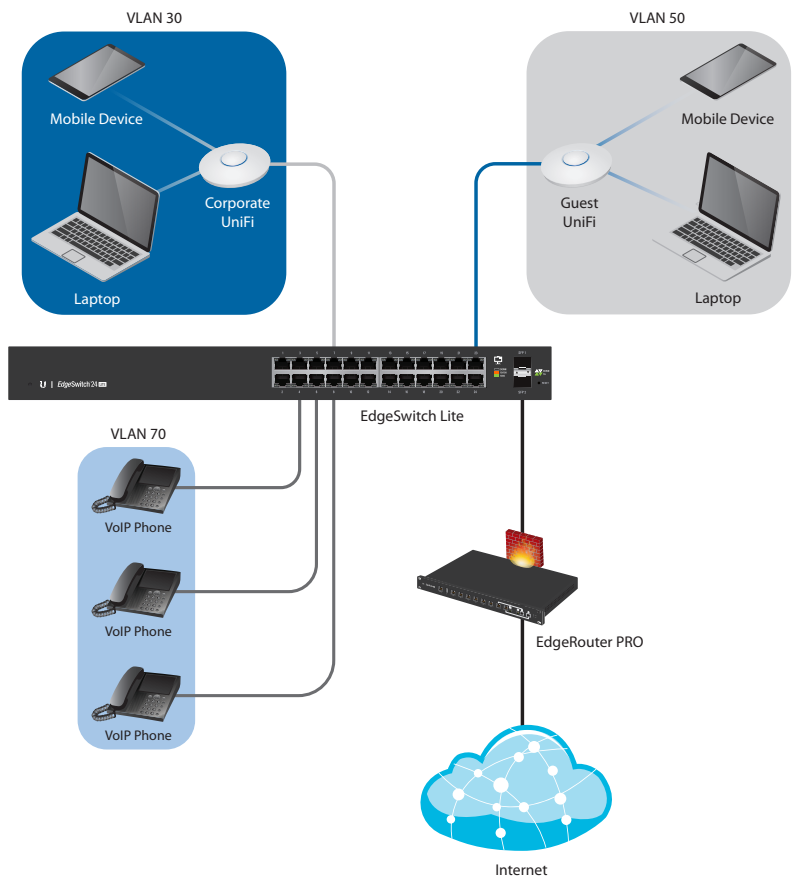 VLAN 30
VLAN 50
Mobile Device
Mobile Device
Corporate
UniFi
Guest
UniFi
Laptop
Laptop
EdgeSwitch 24
EdgeSwitch Lite
VLAN 70
VoIP Phone
VoIP Phone
EdgeRouter PRO
VoIP Phone
Internet